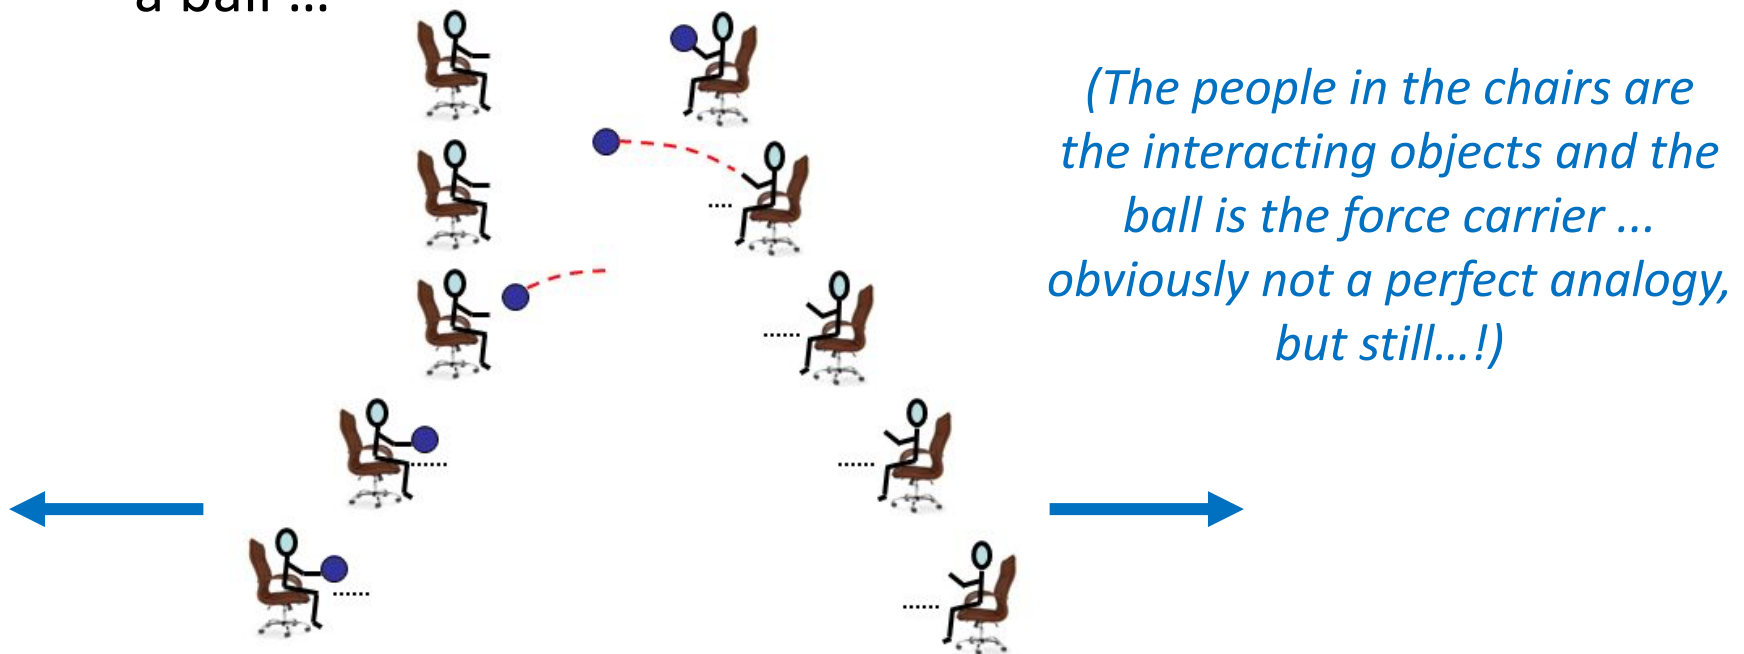 a ball ...
(The people in the chairs are
the interacting objects and the
ball is the force carrier ...
obviously not a perfect analogy,
but still...!)